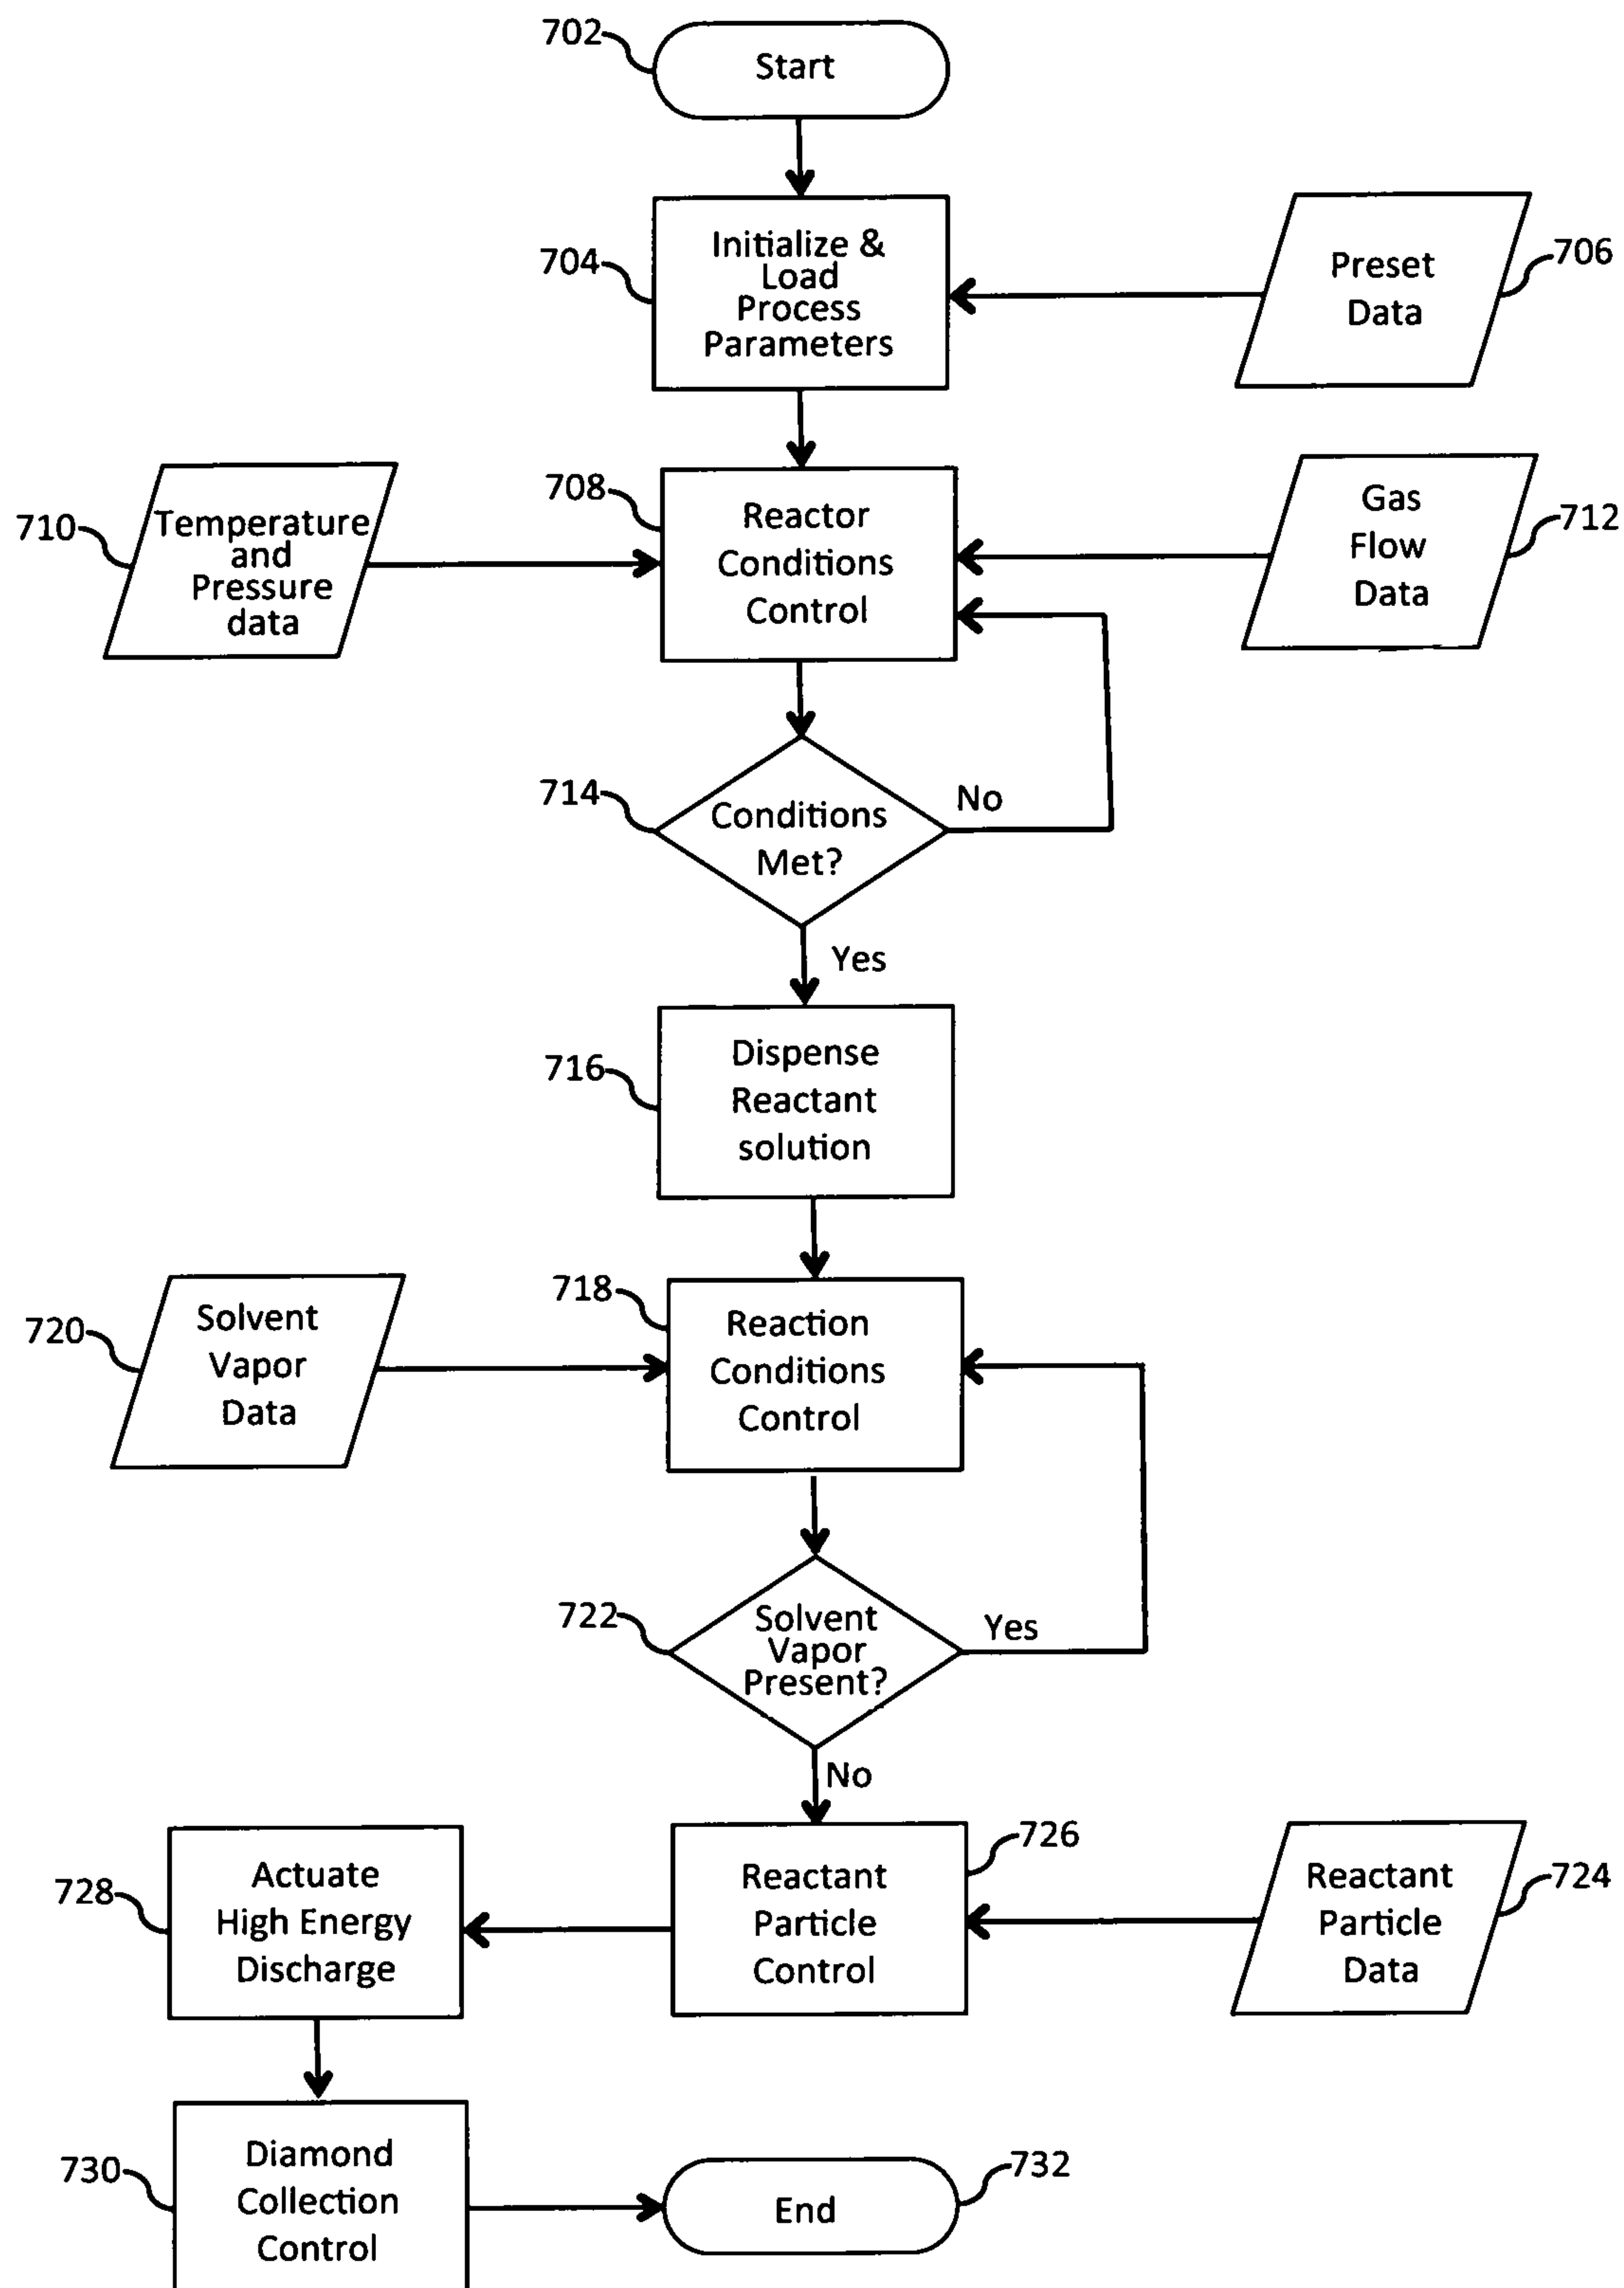 702
Start
704
Initialize &
Load
Process
Parameters
Preset
Data
706
710
Temperature
and
Pressure
data
708
Reactor
Conditions
Control
Gas
Flow
Data
712
714
Conditions
Met?
No
Yes
716
Dispense
Reactant
solution
720
Solvent
Vapor
Data
718
Reaction
Conditions
Control
722
Solvent
Vapor
Present?
Yes
No
728
Actuate
High Energy
Discharge
Reactant
Particle
Control
726
Reactant
Particle
Data
724
730
Diamond
Collection
Control
End
732